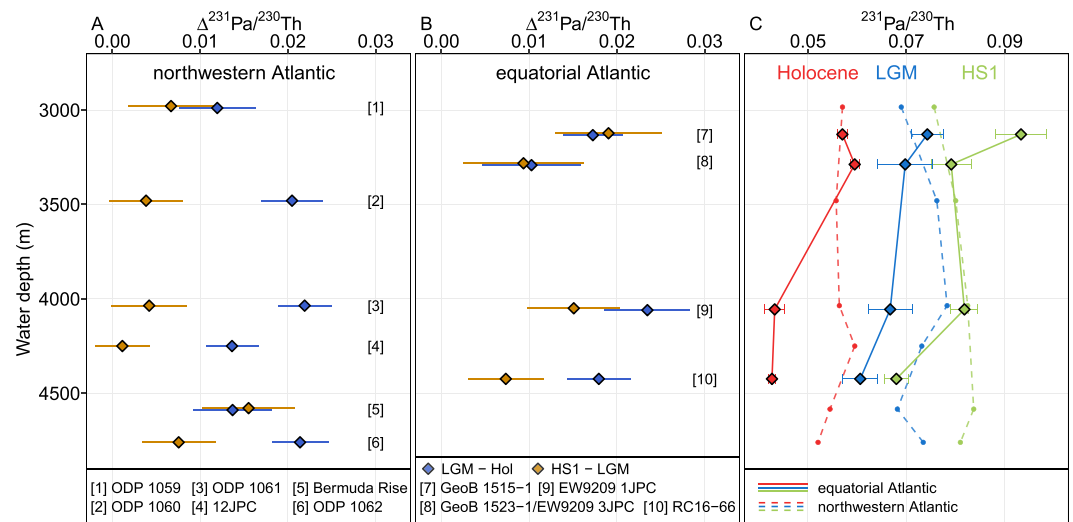 A
Δ231Pa/230Th
0.00 0.01 0.02 0.03
northwestern Atlantic
Water depth (m)
3000
3500
4000
4500
[1]
[2]
[3]
[4]
[5]
[6]
[1] ODP 1059 [3] ODP 1061 [5] Bermuda Rise
[2] ODP 1060 [4] 12JPC [6] ODP 1062
B
Δ231Pa/230Th
0.00 0.01 0.02 0.03
equatorial Atlantic
[7]
[8]
[9]
[10]
LGM − Hol HS1 − LGM
[7] GeoB 1515−1 [9] EW9209 1JPC
[8] GeoB 1523−1/EW9209 3JPC [10] RC16−66
C
231Pa/230Th
0.05 0.07 0.09
Holocene LGM HS1
equatorial Atlantic
northwestern Atlantic